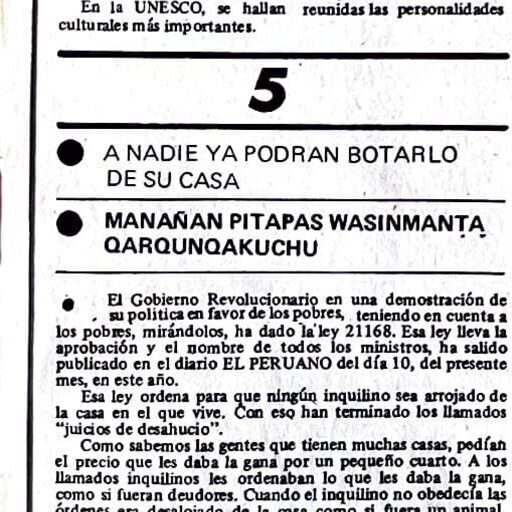 En la UNESCO, se hallan reunidas las personalidades
culturales más importantes.
5
A NADIE YA PODRAN BOTARLO
DE SU CASA
MANAÑAN PITAPAS WASINMANTA
QARQUNQAKUCHU
El Gobierno Revolucionario en una demostración de
su política en favor de los pobres, teniendo en cuenta a
los pobres, mirándolos, ha dado la ley 21168. Esa ley lleva la
aprobación y el nombre de todos los ministros, ha salido
publicado en el diario EL PERUANO del día 10, del presente
mes, en este año.
Esa ley ordena para que ningún inquilino sea arrojado de
la casa en el que vive. Con eso han terminado los llamados
"juicios de desahucio".
Como sabemos las gentes que tienen muchas casas, podían
el precio que les daba la gana por un pequeño cuarto. A los
llamados inquilinos les ordenaban lo que les daba la gana,
como si fueran deudores. Cuando el inquilino no obedecía las
órdenes era desalojado de la casa como si fuera un animal.